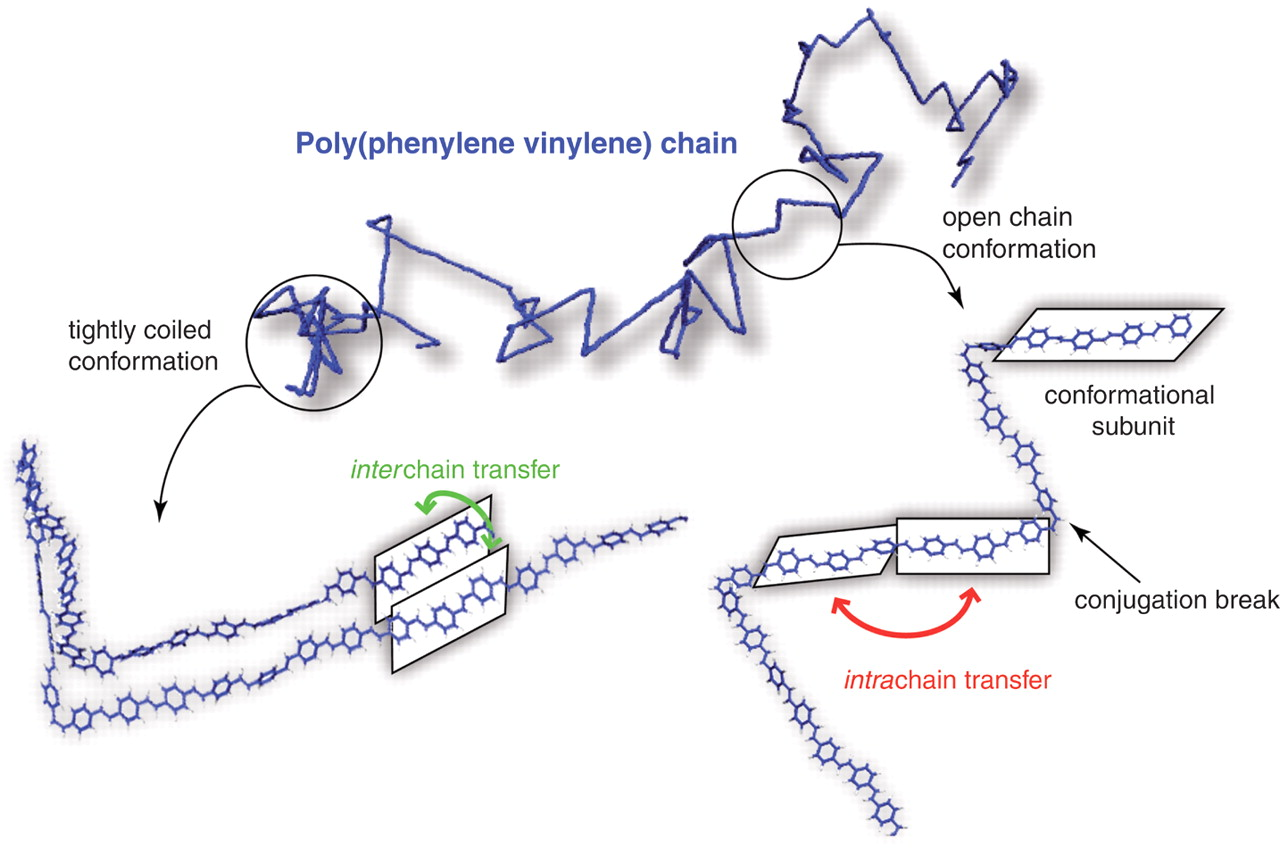 Poly(phenylene vinylene) chain
open chain
conformation
tightly coiled
conformation
conformational
subunit
interchain transfer
conjugation break
intrachain transfer